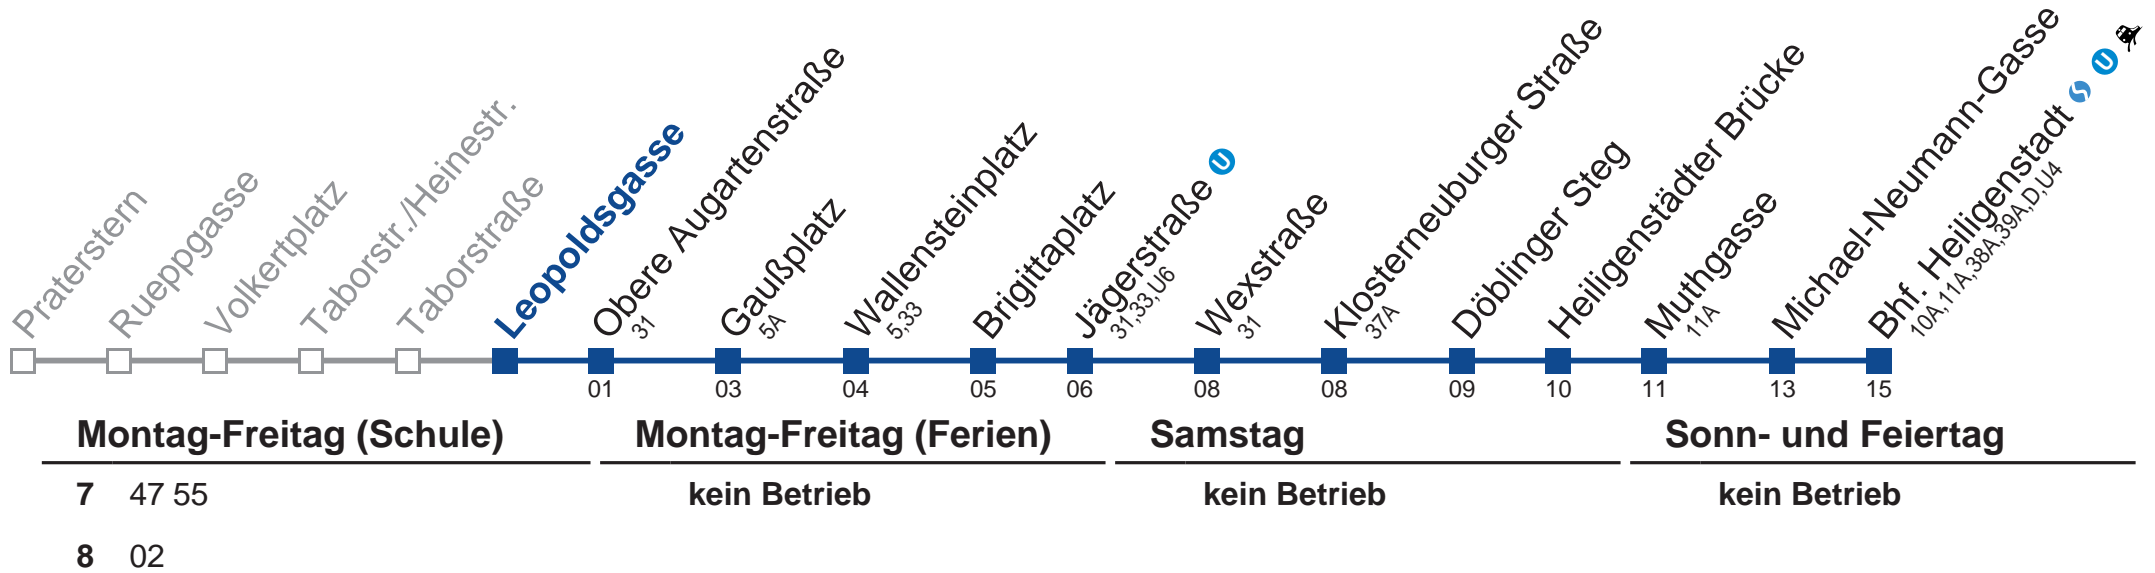 Praterstern
Rueppgasse
Volkertplatz
Taborstr./Heinestr.
Taborstraße
Leopoldsgasse
Obere Augartenstraße
31
Gaußplatz
5A
Wallensteinplatz
5,33
Brigittaplatz
Jägerstraße U
31,33,U6
Wexstraße
31
Klosterneuburger Straße
37A
Döblinger Steg
Heiligenstädter Brücke
Muthgasse
11A
Michael-Neumann-Gasse
Bhf. Heiligenstadt S U
10A,11A,38A,39A,D,U4
01 03 04 05 06 08 08 09 10 11 13 15
Montag-Freitag (Schule) Montag-Freitag (Ferien) Samstag Sonn- und Feiertag
7 47 55 kein Betrieb kein Betrieb kein Betrieb
8 02